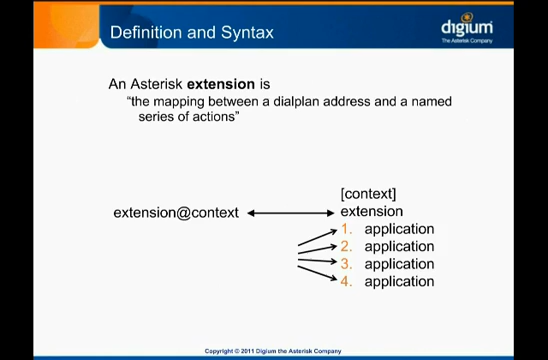 Definition and Syntax
digium
The Asterisk Company
An Asterisk extension is
“the mapping between a dialplan address and a named
series of actions”
[context]
extension@context
extension
1. application
2. application
3. application
4. application
Copyright © 2011 Digium the Asterisk Company